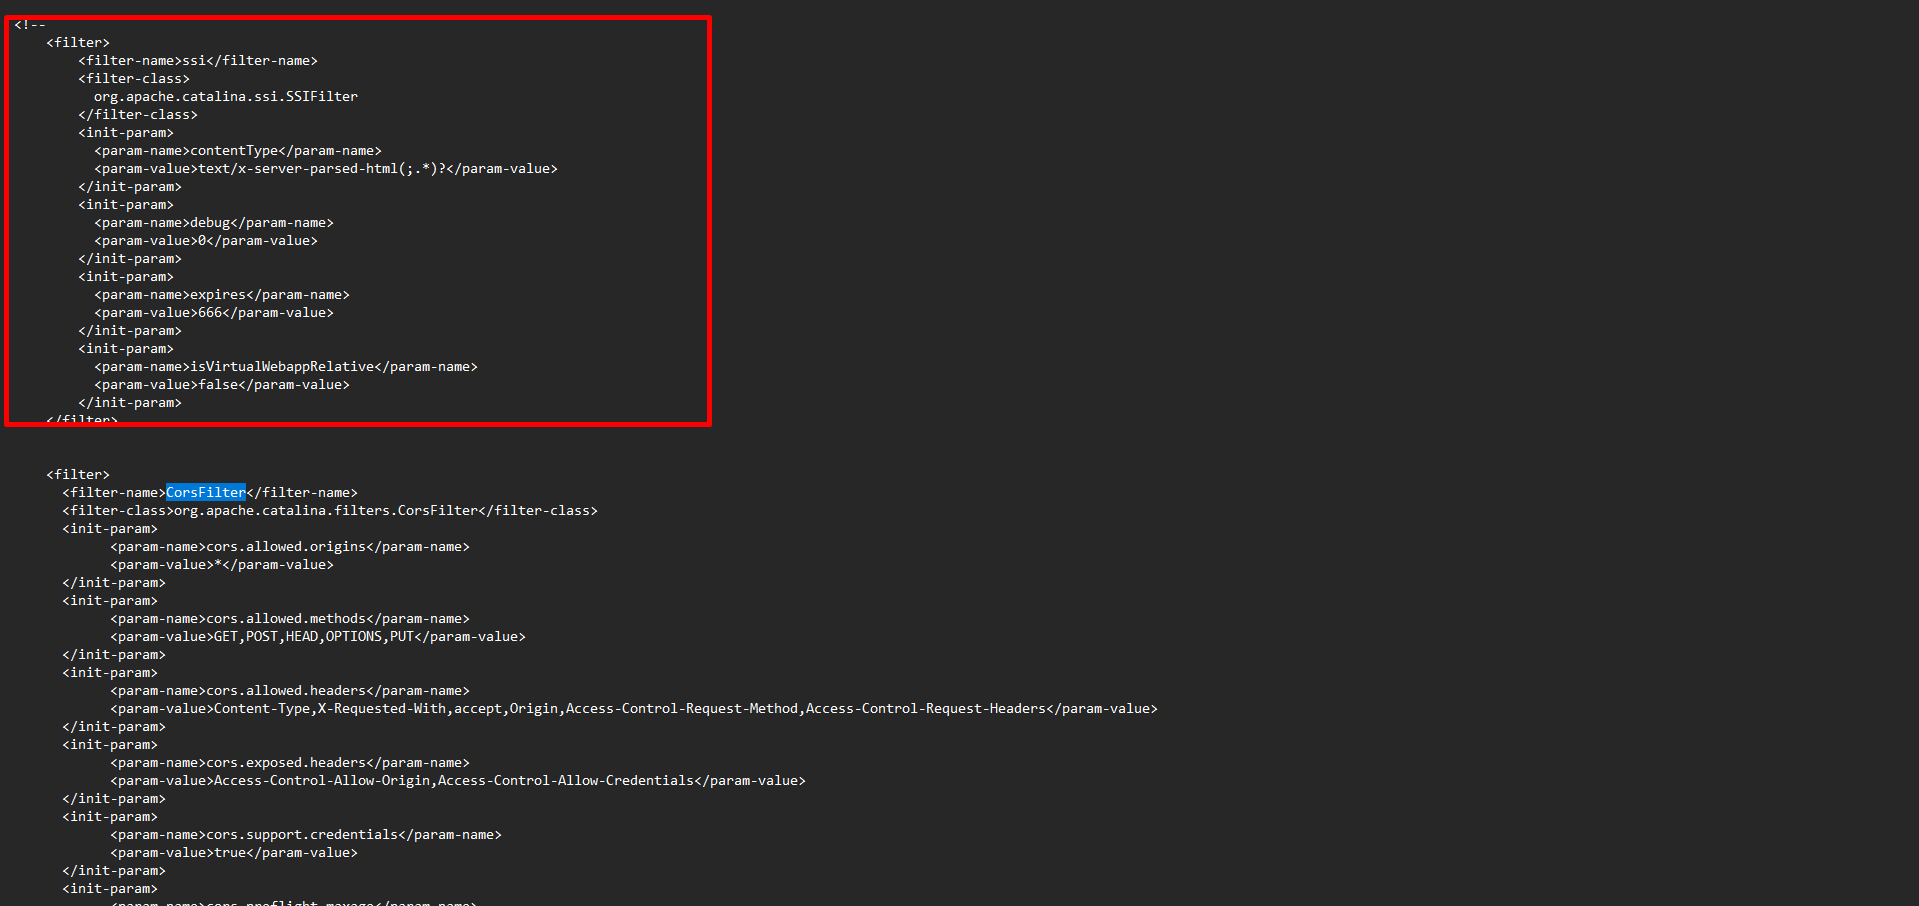 <!--
<filter>
<filter-name>ssi</filter-name>
<filter-class>
org.apache.catalina.ssi.SSIFilter
</filter-class>
<init-param>
<param-name>contentType</param-name>
<param-value>text/x-server-parsed-html(;.*)?</param-value>
</init-param>
<init-param>
<param-name>debug</param-name>
<param-value>0</param-value>
</init-param>
<init-param>
<param-name>expires</param-name>
<param-value>666</param-value>
</init-param>
<init-param>
<param-name>isVirtualWebappRelative</param-name>
<param-value>false</param-value>
</init-param>
</filter>
<filter>
<filter-name>CorsFilter</filter-name>
<filter-class>org.apache.catalina.filters.CorsFilter</filter-class>
<init-param>
<param-name>cors.allowed.origins</param-name>
<param-value>*</param-value>
</init-param>
<init-param>
<param-name>cors.allowed.methods</param-name>
<param-value>GET,POST,HEAD,OPTIONS,PUT</param-value>
</init-param>
<init-param>
<param-name>cors.allowed.headers</param-name>
<param-value>Content-Type,X-Requested-With,accept,Origin,Access-Control-Request-Method,Access-Control-Request-Headers</param-value>
</init-param>
<init-param>
<param-name>cors.exposed.headers</param-name>
<param-value>Access-Control-Allow-Origin,Access-Control-Allow-Credentials</param-value>
</init-param>
<init-param>
<param-name>cors.support.credentials</param-name>
<param-value>true</param-value>
</init-param>
<init-param>
<param-name>cors.preflight.maxage</param-name>